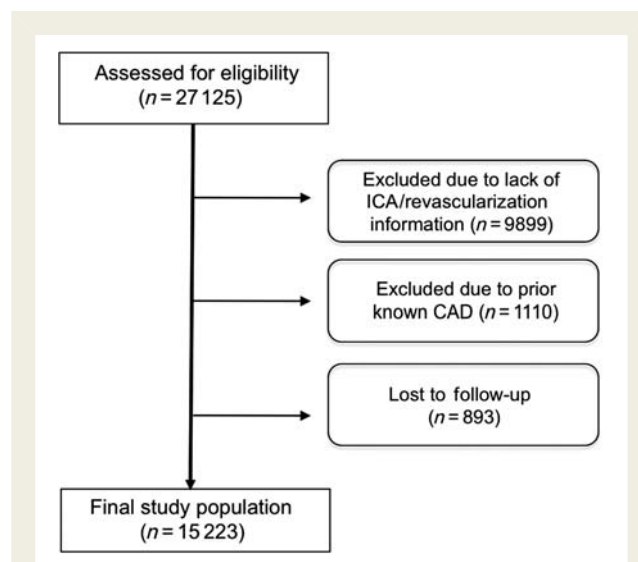 Assessed for eligibility
(n = 27 125)
Excluded due to lack of
ICA/revascularization
information (n = 9899)
Excluded due to prior
known CAD (n = 1110)
Lost to follow-up
(n = 893)
Final study population
(n = 15 223)